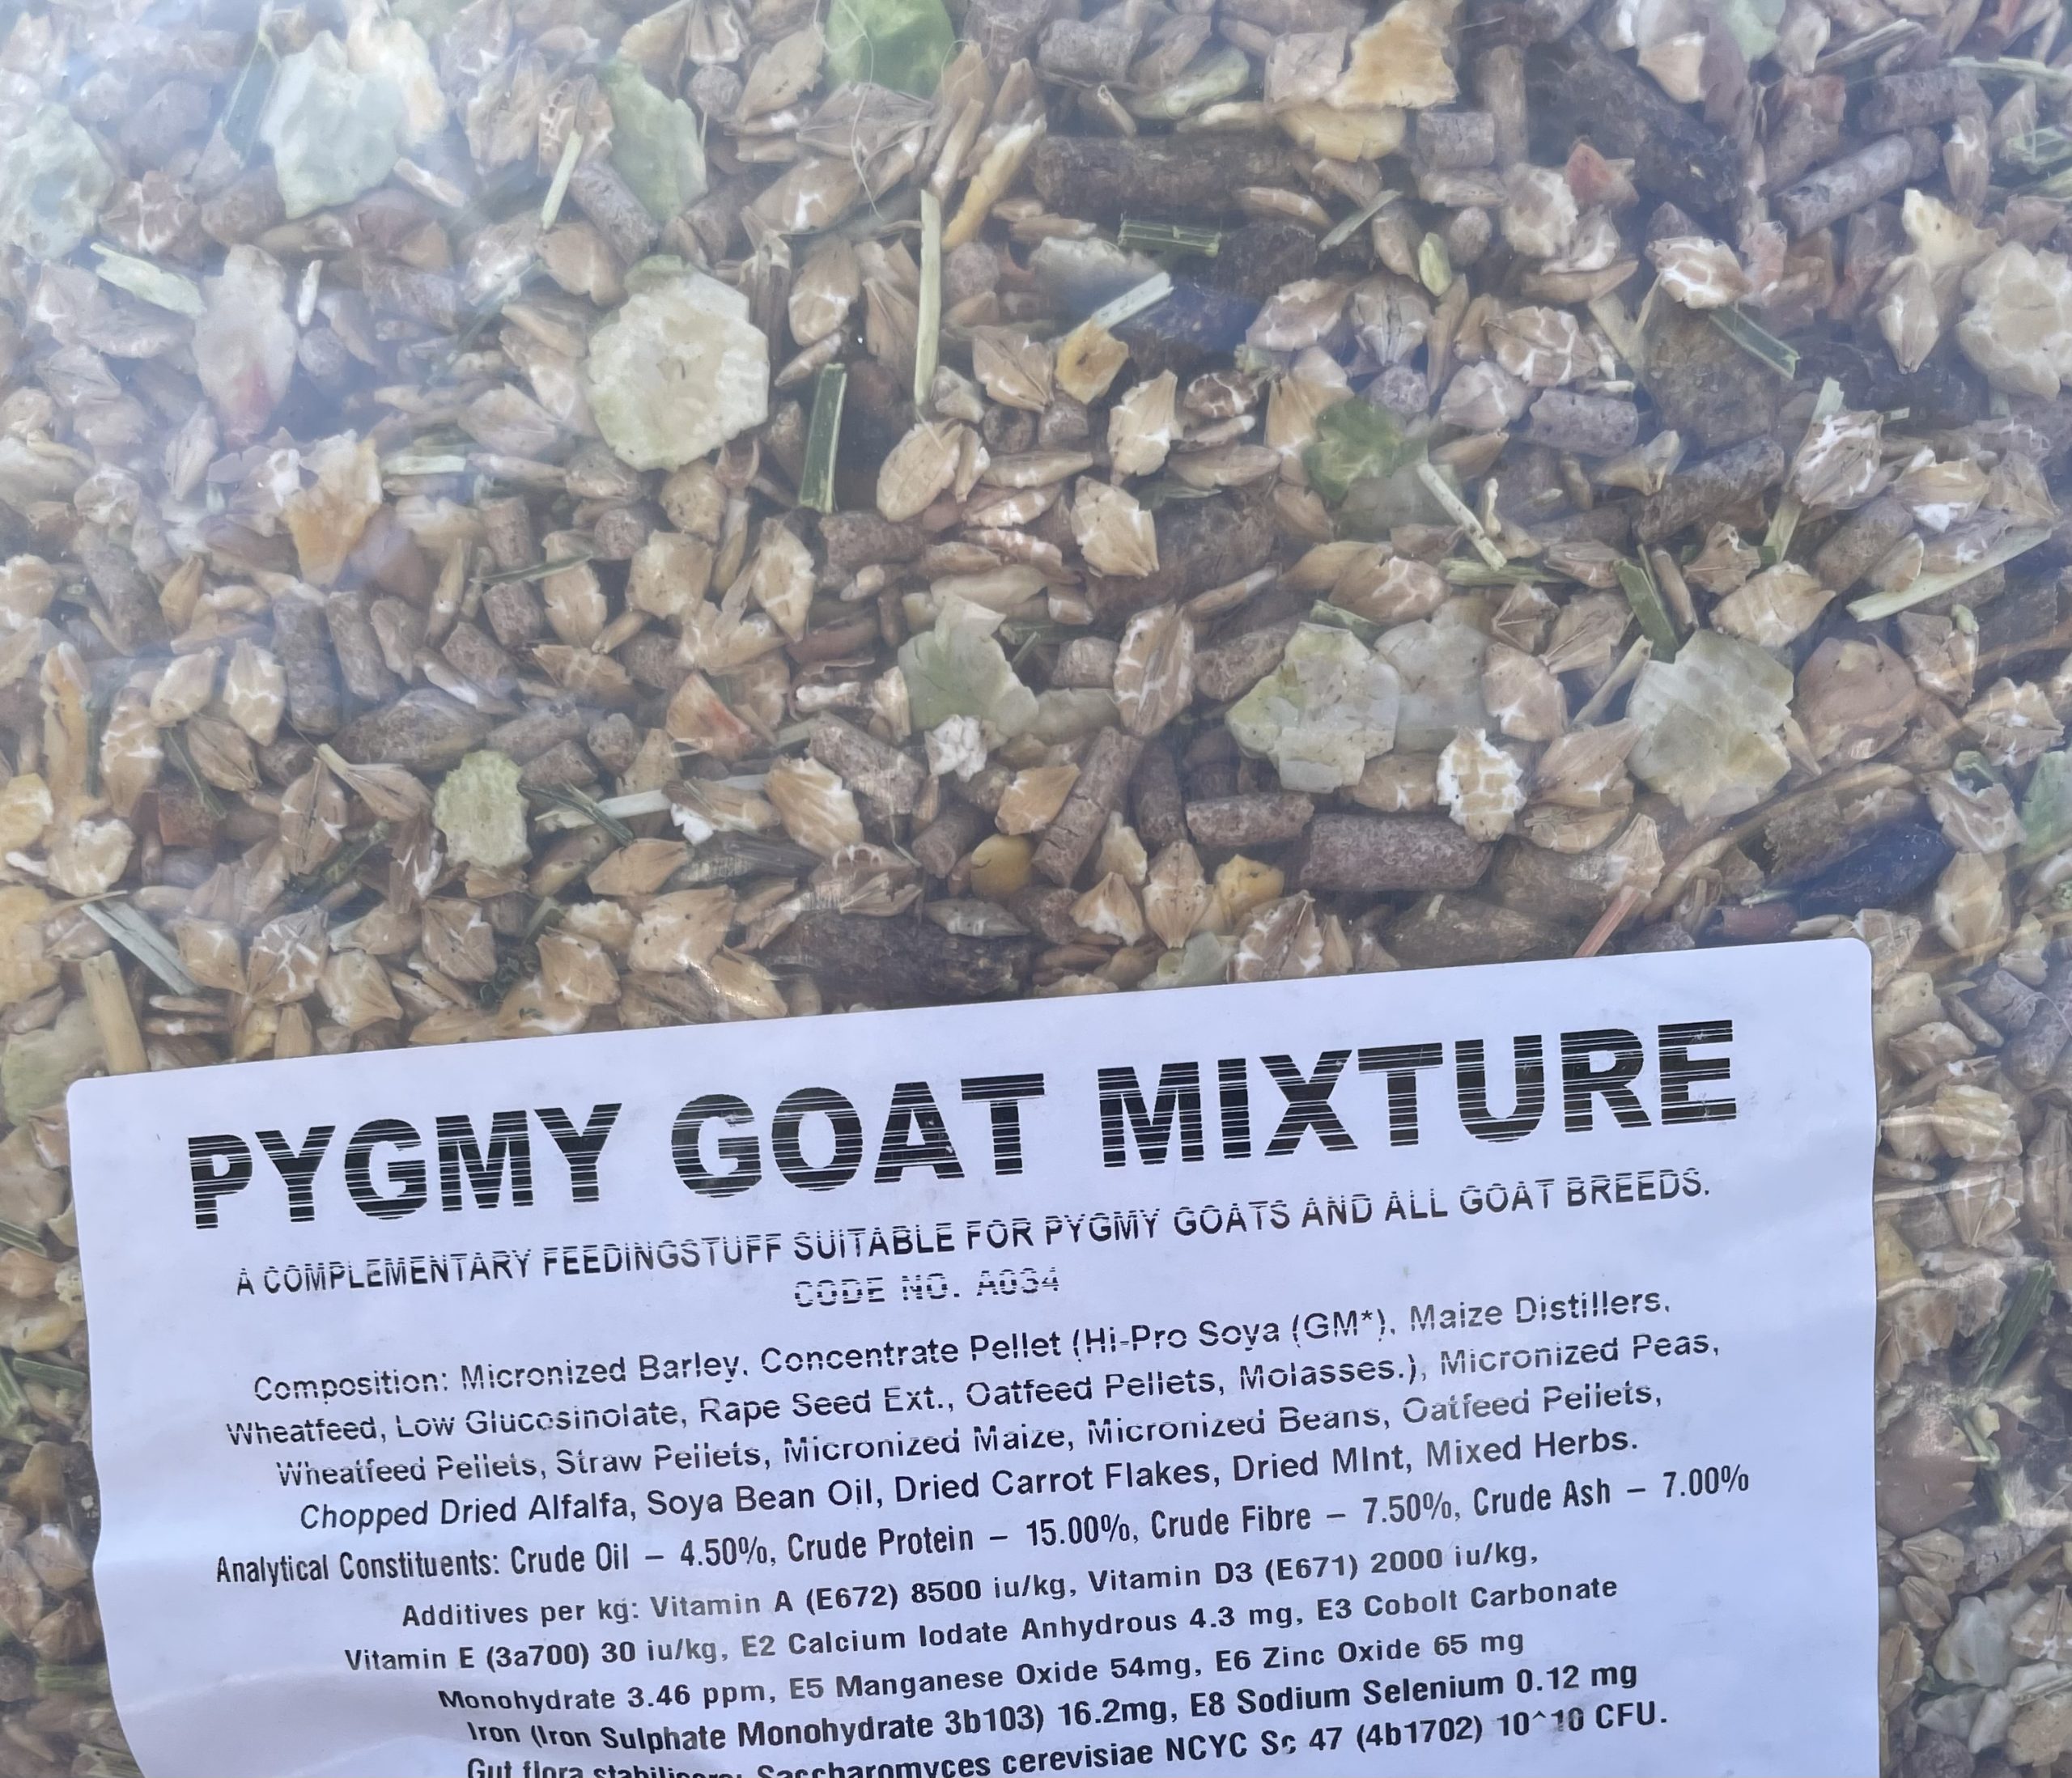 PYGMY GOAT MIXTURE
A COMPLEMENTARY FEEDINGSTUFF SUITABLE FOR PYGMY GOATS AND ALL GOAT BREEDS.
CODE NO. A034
Composition: Micronized Barley, Concentrate Pellet (Hi-Pro Soya (GM*), Maize Distillers,
Wheatfeed, Low Glucosinolate, Rape Seed Ext., Oatfeed Pellets, Molasses.), Micronized Peas,
Wheatfeed Pellets, Straw Pellets, Micronized Maize, Micronized Beans, Oatfeed Pellets,
Chopped Dried Alfalfa, Soya Bean Oil, Dried Carrot Flakes, Dried MInt, Mixed Herbs.
Analytical Constituents: Crude Oil – 4.50%, Crude Protein – 15.00%, Crude Fibre – 7.50%, Crude Ash – 7.00%
Additives per kg: Vitamin A (E672) 8500 iu/kg, Vitamin D3 (E671) 2000 iu/kg,
Vitamin E (3a700) 30 iu/kg, E2 Calcium Iodate Anhydrous 4.3 mg, E3 Cobolt Carbonate
Monohydrate 3.46 ppm, E5 Manganese Oxide 54mg, E6 Zinc Oxide 65 mg
Iron (Iron Sulphate Monohydrate 3b103) 16.2mg, E8 Sodium Selenium 0.12 mg
Gut flora stabilisers: Saccharomyces cerevisiae NCYC Sc 47 (4b1702) 10^10 CFU.